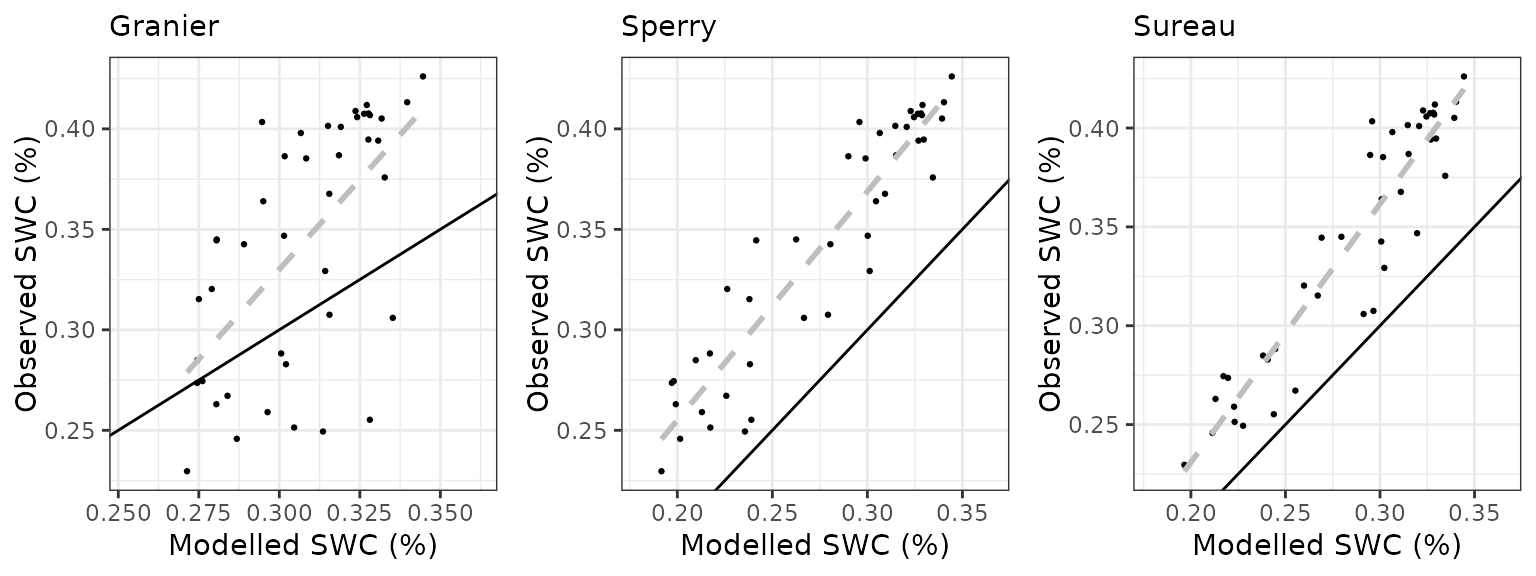 Granier
Sperry
Sureau
Observed SWC (%)
0.40
0.35
0.30
0.25
0.250 0.275 0.300 0.325 0.350
Modelled SWC (%)
Observed SWC (%)
0.40
0.35
0.30
0.25
0.20 0.25 0.30 0.35
Modelled SWC (%)
Observed SWC (%)
0.40
0.35
0.30
0.25
0.20 0.25 0.30 0.35
Modelled SWC (%)